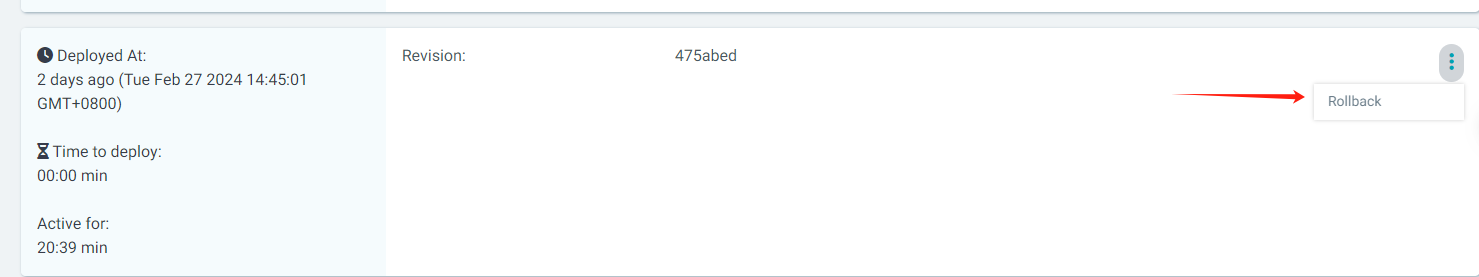 Deployed At:
2 days ago (Tue Feb 27 2024 14:45:01
GMT+0800)
Time to deploy:
00:00 min
Active for:
20:39 min
Revision:
475abed
Rollback